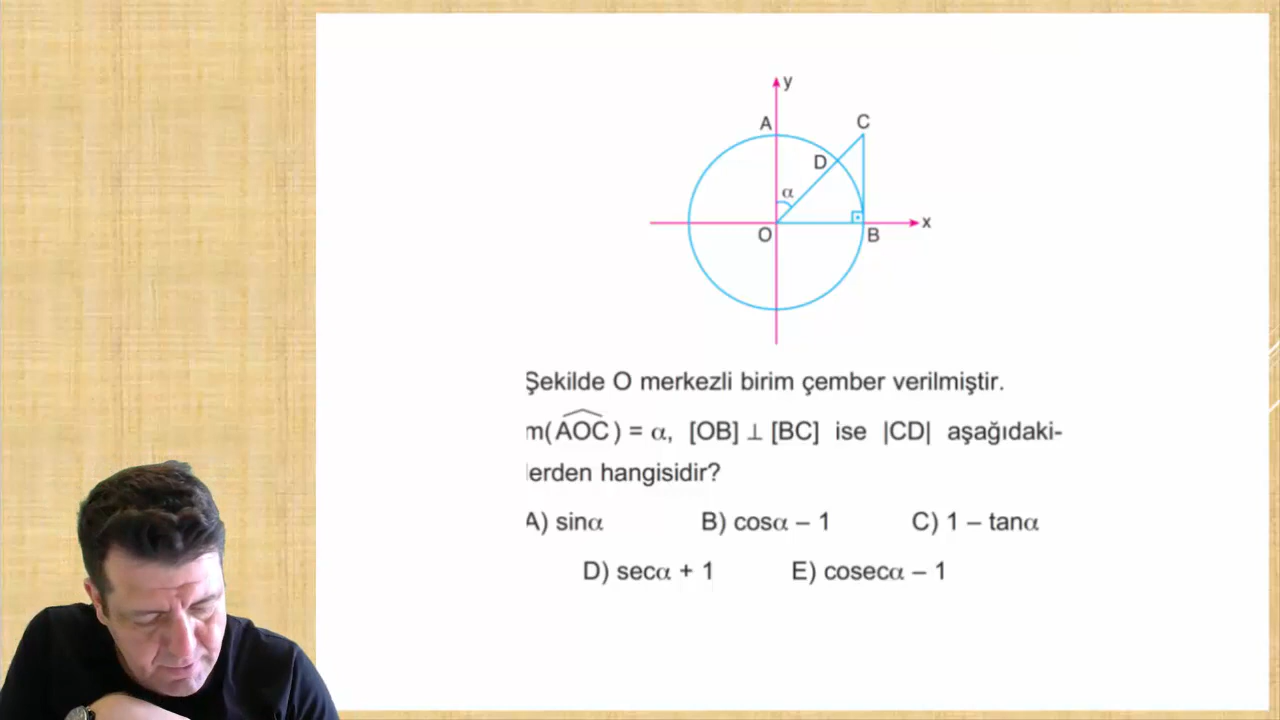 y
A
C
D
α
O
B
x
Şekilde O merkezli birim çember verilmiştir.
m(AOC) = α, [OB] ⊥ [BC] ise |CD| aşağıdaki-
lerden hangisidir?
A) sinα B) cosα – 1 C) 1 – tanα
D) secα + 1 E) cosecα – 1